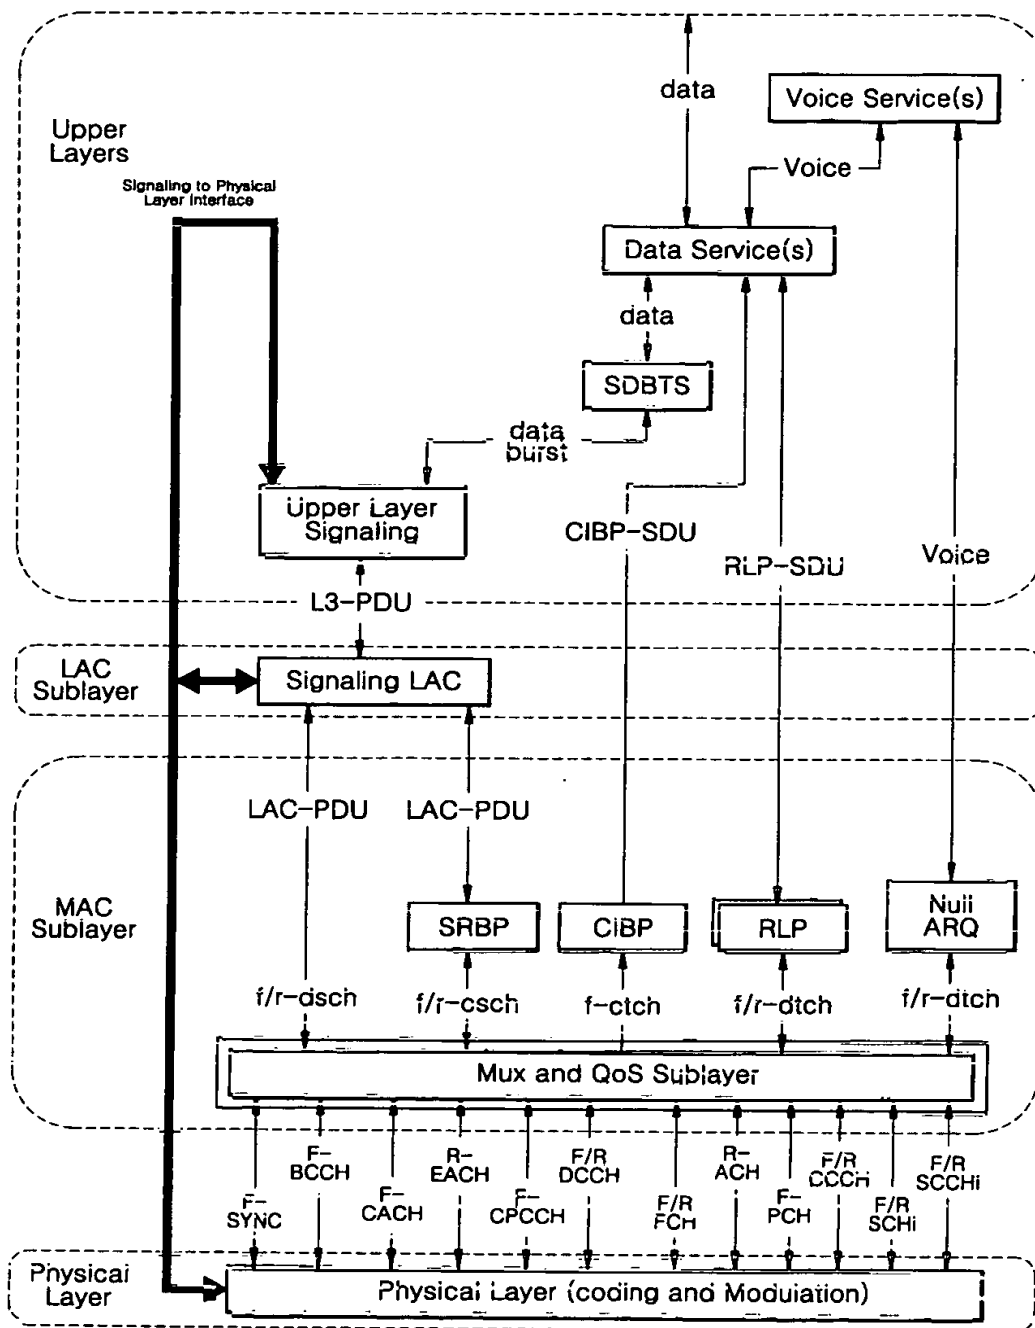 data
Voice Service(s)
Upper
Layers
Voice
Signaling to Physical
Layer Interface
Data Service(s)
data
SDBTS
data
burst
Upper Layer
Signaling
CIBP-SDU
RLP-SDU
Voice
L3-PDU
LAC
Sublayer
Signaling LAC
LAC-PDU
LAC-PDU
MAC
Sublayer
SRBP
CIBP
RLP
Null
ARQ
f/r-dsch
f/r-csch
f-ctch
f/r-dtch
f/r-dtch
Mux and QoS Sublayer
F-
SYNC
F-
BCCH
F-
CACH
R-
EACH
F-
CPCCH
F/R
DCCH
F/R
FCH
R-
ACH
F-
PCH
F/R
CCCHi
F/R
SCHi
F/R
SCCHi
Physical
Layer
Physical Layer (coding and Modulation)